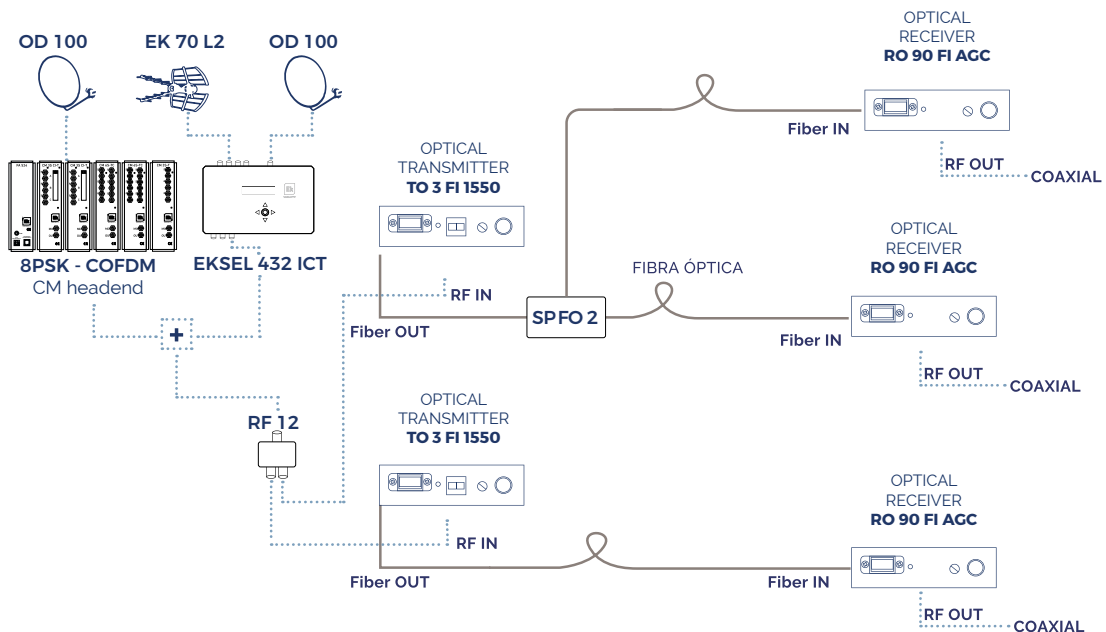 OD 100
EK 70 L2
OD 100
OPTICAL
RECEIVER
RO 90 FI AGC
Fiber IN
RF OUT
COAXIAL
OPTICAL
TRANSMITTER
TO 3 FI 1550
8PSK - COFDM
CM headend
EKSEL 432 ICT
RF IN
Fiber OUT
SPFO 2
FIBRA ÓPTICA
OPTICAL
RECEIVER
RO 90 FI AGC
Fiber IN
RF OUT
COAXIAL
+
RF 12
OPTICAL
TRANSMITTER
TO 3 FI 1550
RF IN
Fiber OUT
OPTICAL
RECEIVER
RO 90 FI AGC
Fiber IN
RF OUT
COAXIAL